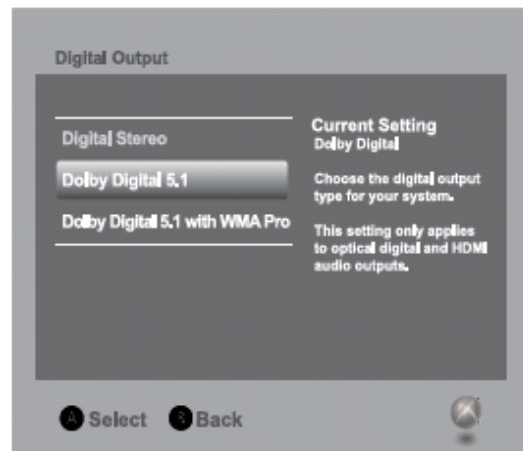 Digital Output
Digital Stereo
Dolby Digital 5.1
Dolby Digital 5.1 with WMA Pro
Current Setting
Dolby Digital
Choose the digital output
type for your system.
This setting only applies
to optical digital and HDMI
audio outputs.
A Select B Back